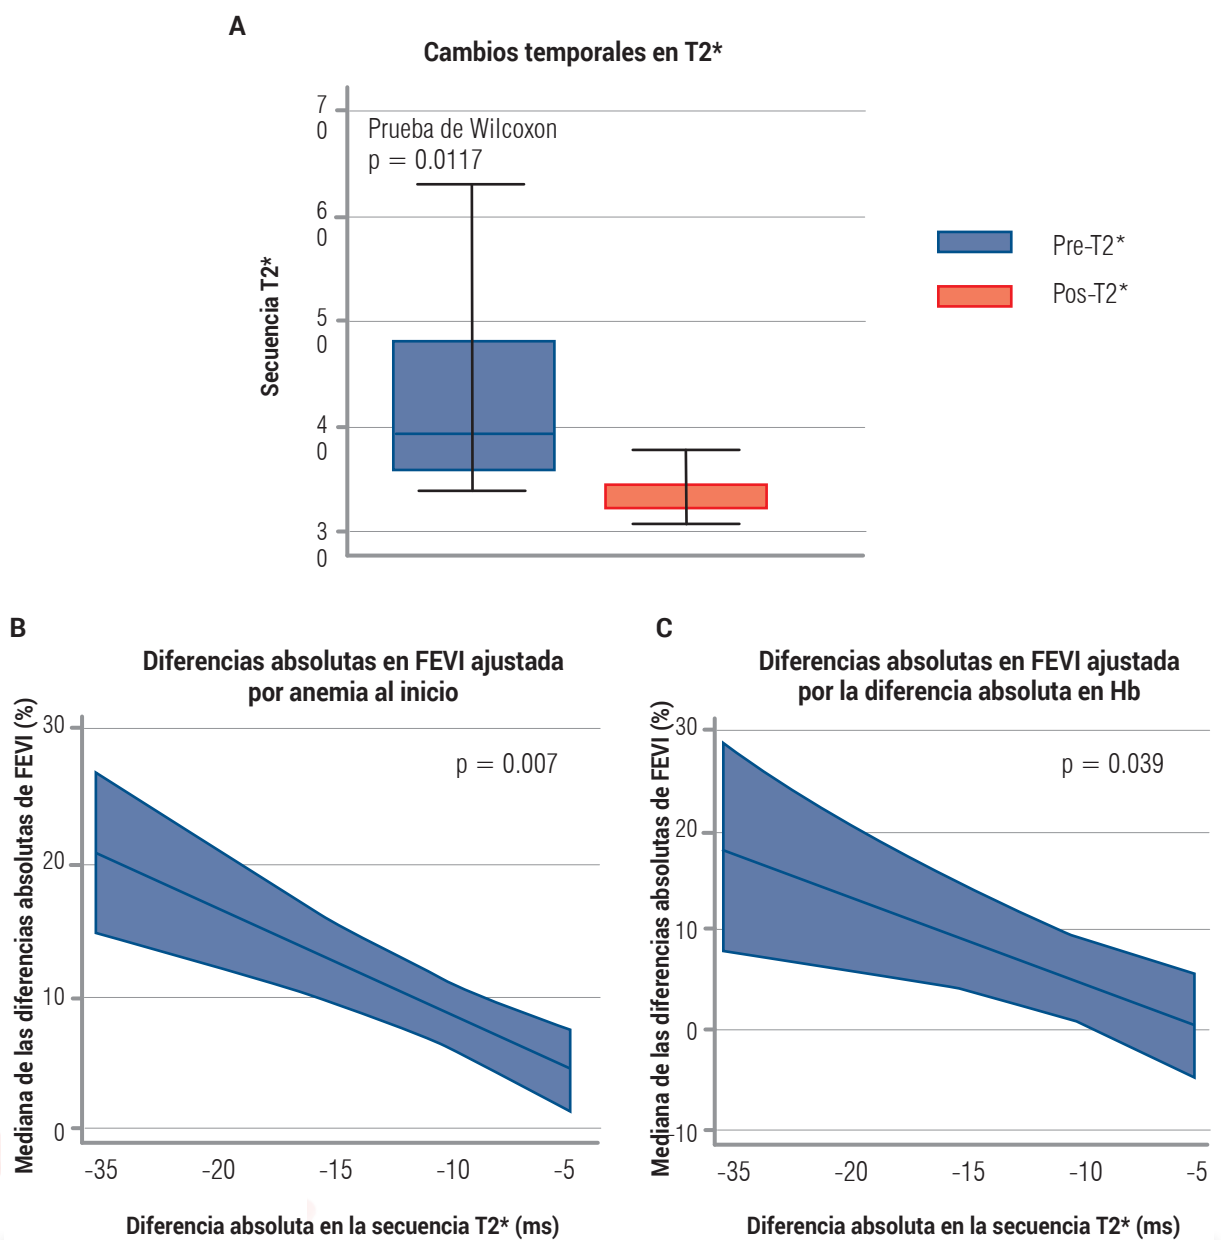 A
Cambios temporales en T2*
7
0
Prueba de Wilcoxon
p = 0.0117
6
0
5
0
4
0
3
0
Secuencia T2*
Pre-T2*
Pos-T2*
B
Diferencias absolutas en FEVI ajustada
por anemia al inicio
Mediana de las diferencias absolutas de FEVI (%)
30
20
10
0
p = 0.007
-35 -20 -15 -10 -5
Diferencia absoluta en la secuencia T2* (ms)
C
Diferencias absolutas en FEVI ajustada
por la diferencia absoluta en Hb
Mediana de las diferencias absolutas de FEVI (%)
30
20
10
0
-10
p = 0.039
-35 -20 -15 -10 -5
Diferencia absoluta en la secuencia T2* (ms)